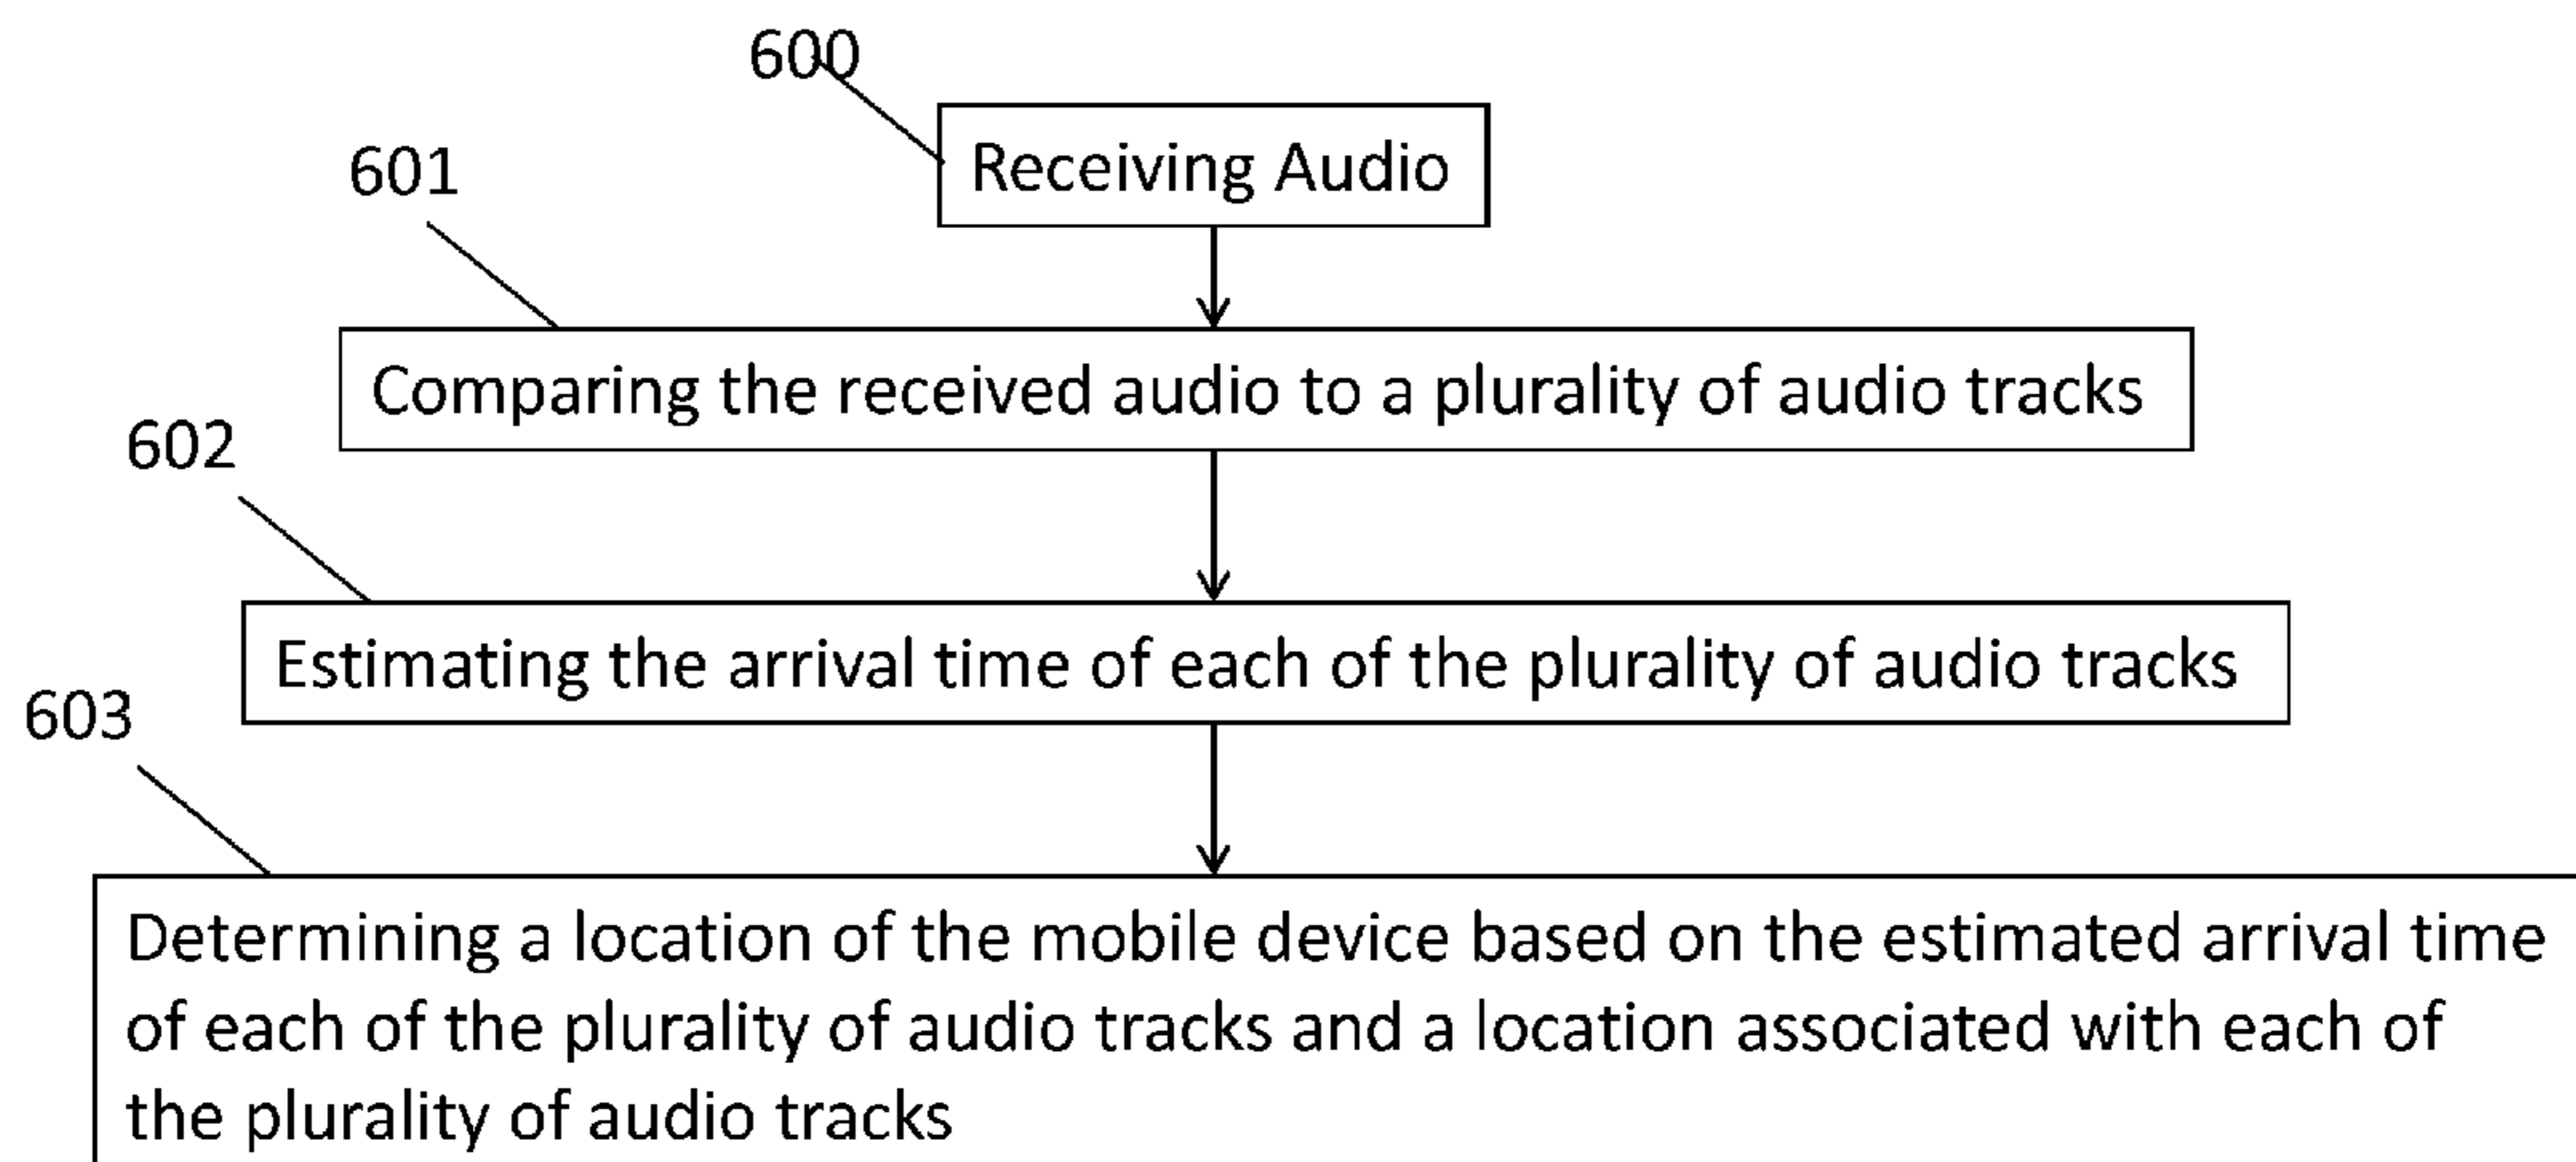 600
Receiving Audio
601
Comparing the received audio to a plurality of audio tracks
602
Estimating the arrival time of each of the plurality of audio tracks
603
Determining a location of the mobile device based on the estimated arrival time
of each of the plurality of audio tracks and a location associated with each of
the plurality of audio tracks